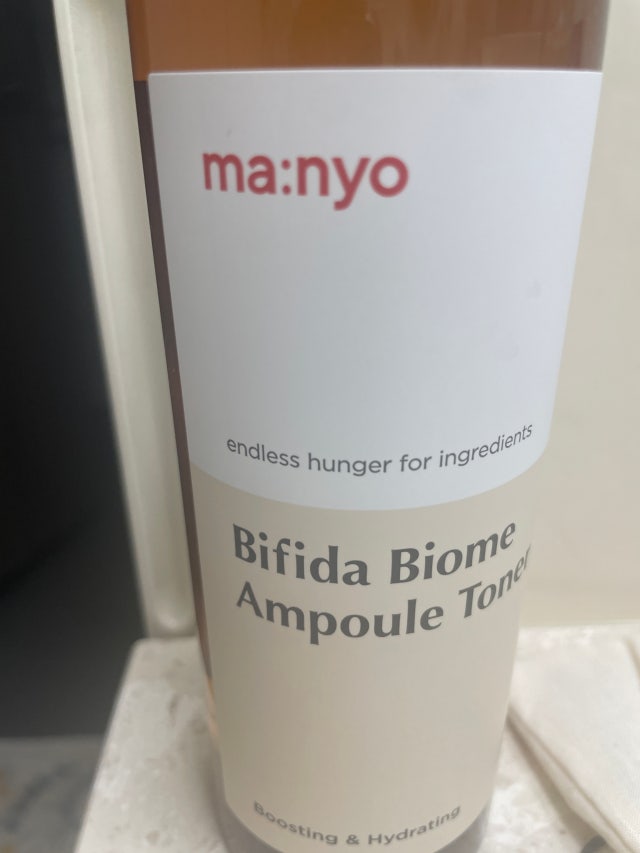 ma:nyo
endless hunger for ingredients
Bifida Biome
Ampoule Toner
Boosting & Hydrating